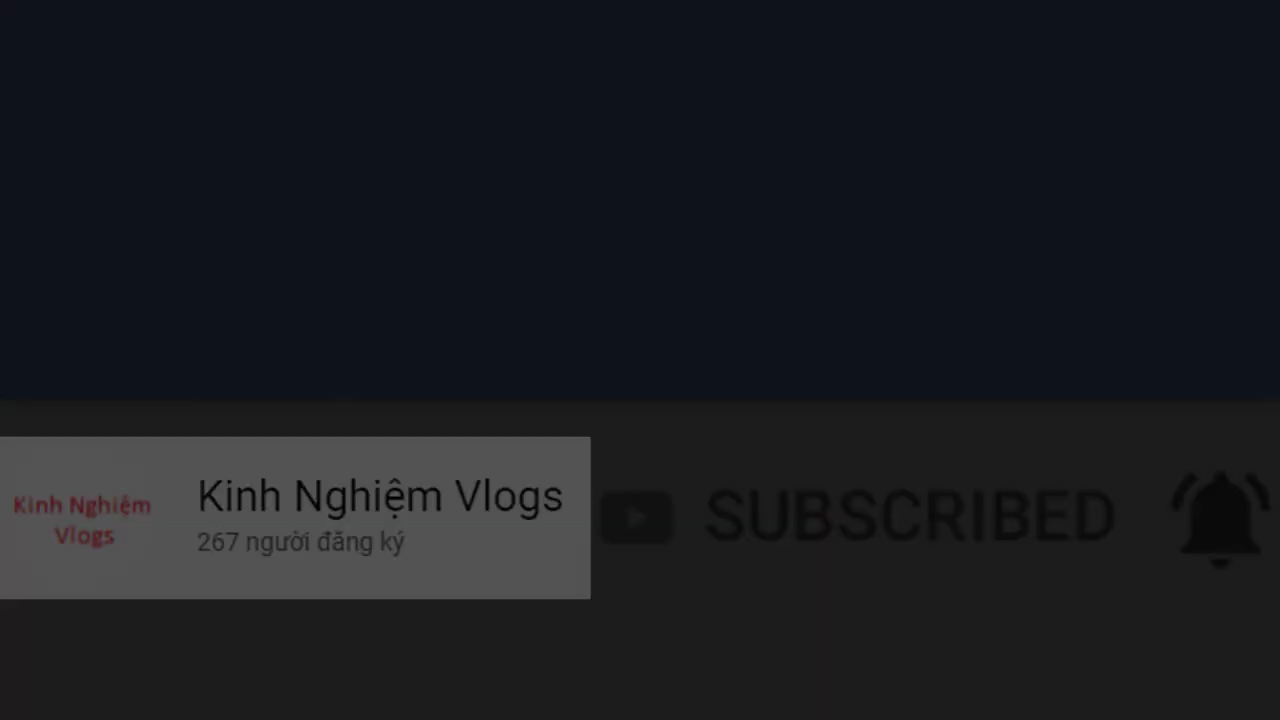 Kinh Nghiệm
Vlogs
Kinh Nghiệm Vlogs
267 người đăng ký
SUBSCRIBED